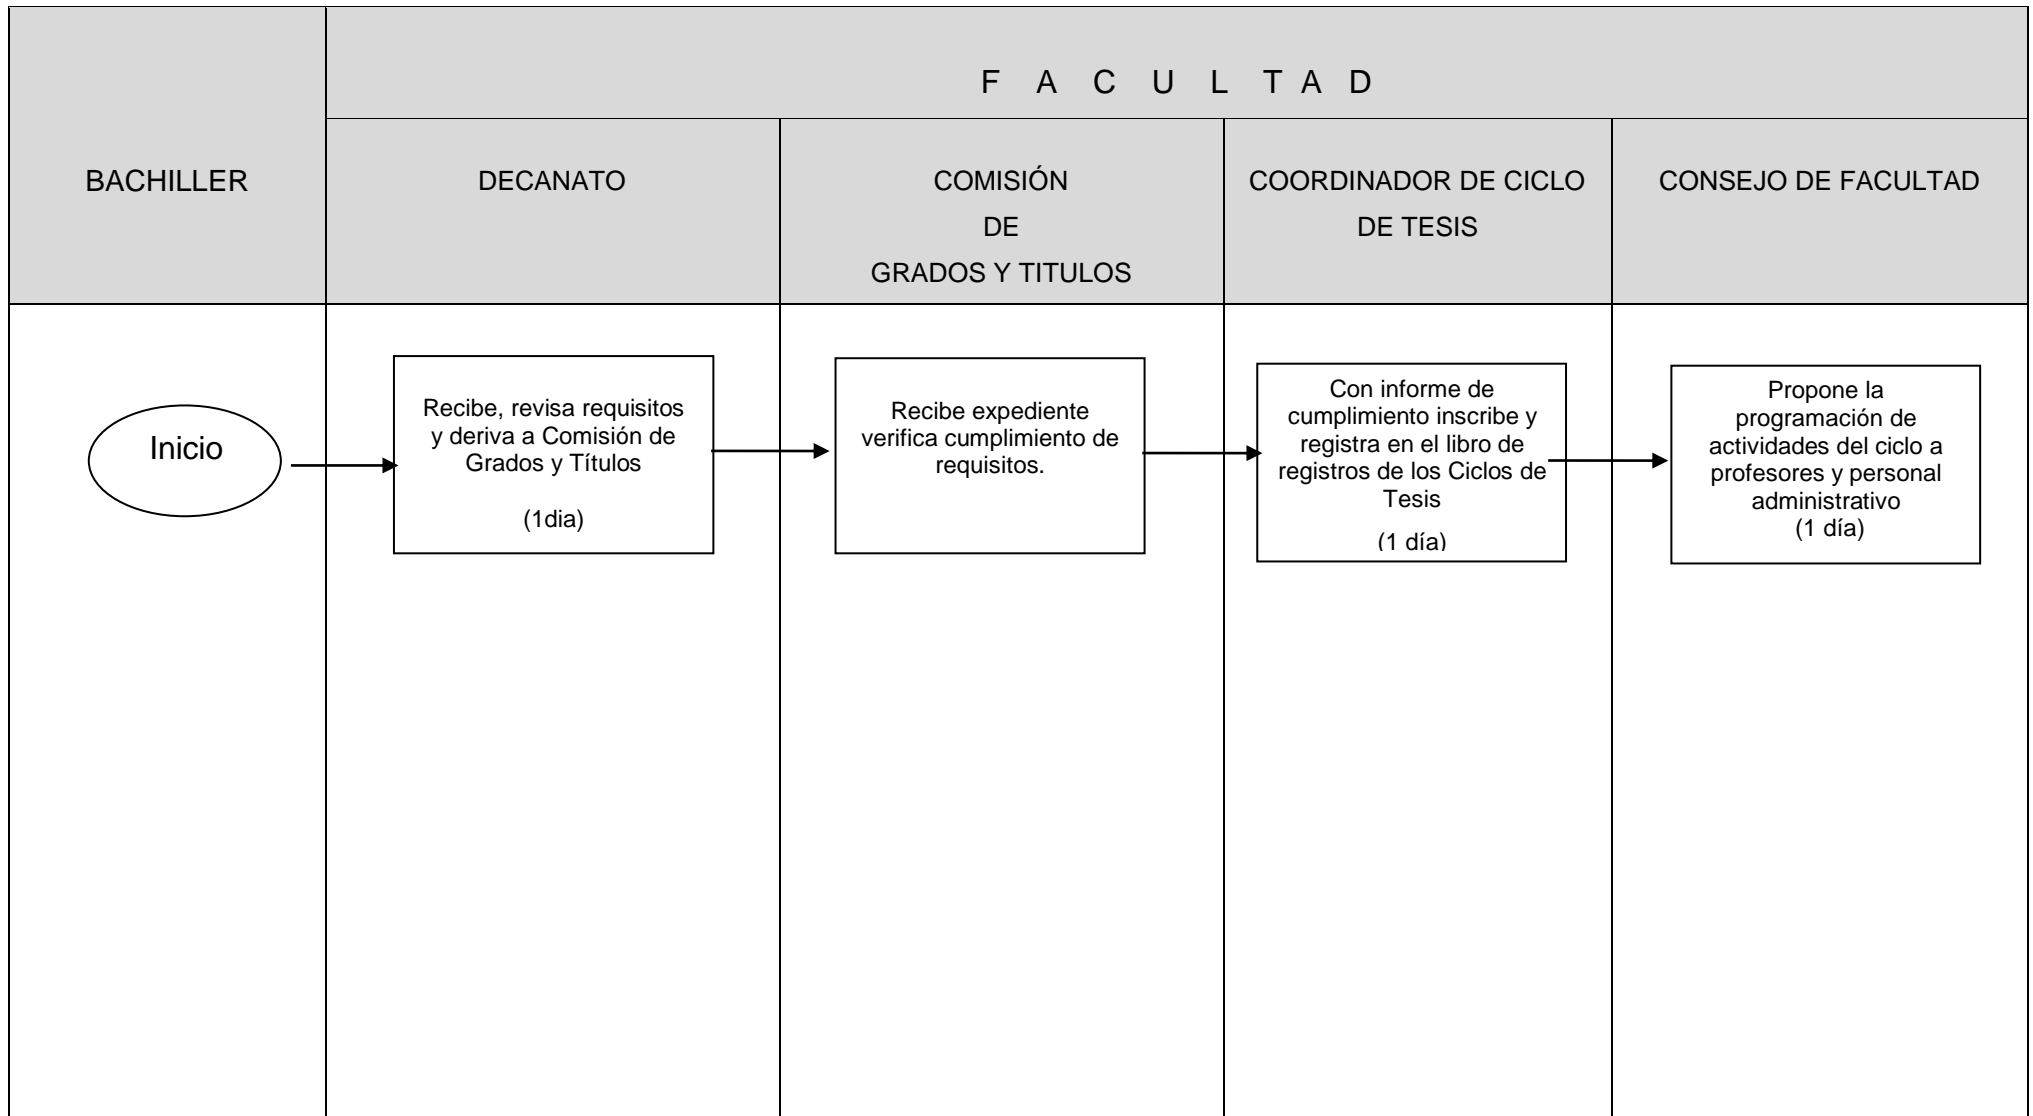 F A C U L T A D
BACHILLER
DECANATO
COMISIÓN
DE
GRADOS Y TITULOS
COORDINADOR DE CICLO
DE TESIS
CONSEJO DE FACULTAD
Inicio
Recibe, revisa requisitos
y deriva a Comisión de
Grados y Títulos
(1dia)
Recibe expediente
verifica cumplimiento de
requisitos.
Con informe de
cumplimiento inscribe y
registra en el libro de
registros de los Ciclos de
Tesis
(1 día)
Propone la
programación de
actividades del ciclo a
profesores y personal
administrativo
(1 día)